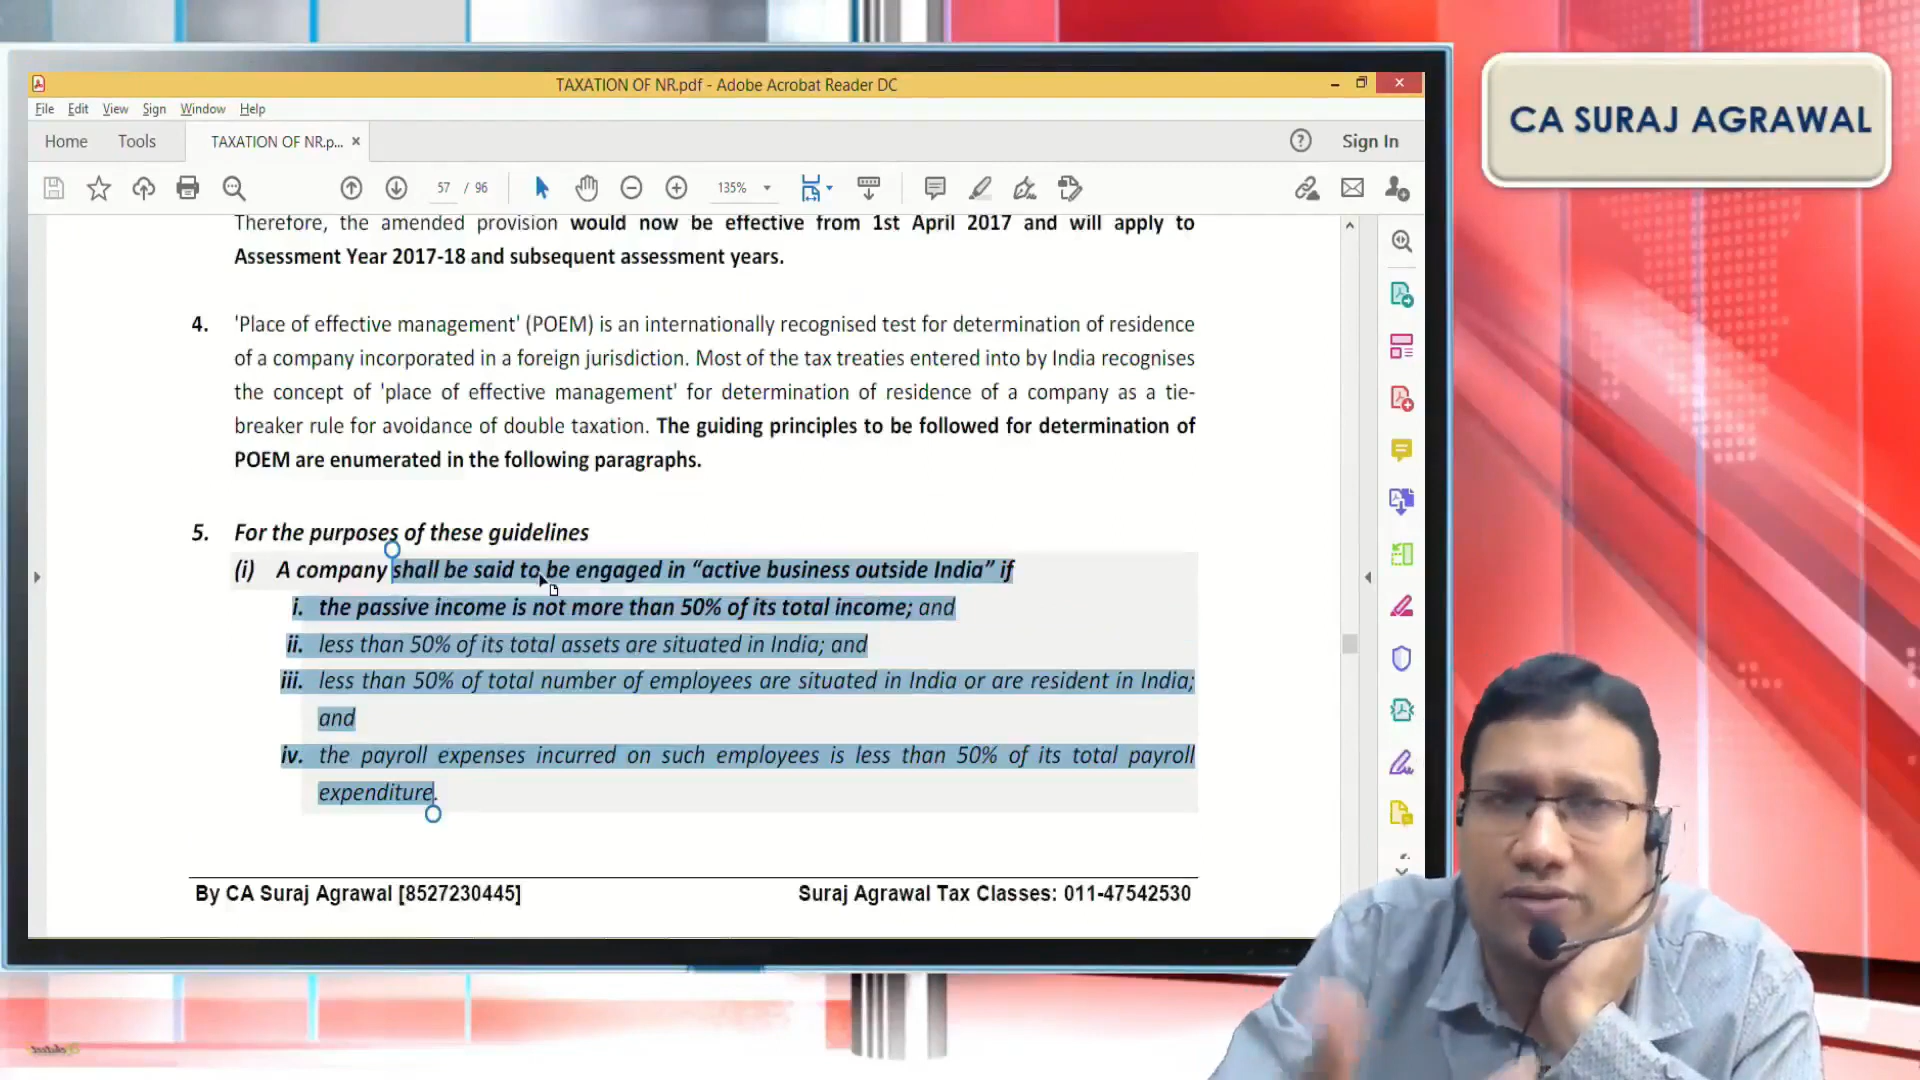 CA SURAJ AGRAWAL
TAXATION OF NR.pdf - Adobe Acrobat Reader DC
File Edit View Sign Window Help
Home Tools TAXATION OF NR.p... × Sign In
57 / 96 135%
Therefore, the amended provision would now be effective from 1st April 2017 and will apply to
Assessment Year 2017-18 and subsequent assessment years.
4. 'Place of effective management' (POEM) is an internationally recognised test for determination of residence
of a company incorporated in a foreign jurisdiction. Most of the tax treaties entered into by India recognises
the concept of 'place of effective management' for determination of residence of a company as a tie-
breaker rule for avoidance of double taxation. The guiding principles to be followed for determination of
POEM are enumerated in the following paragraphs.
5. For the purposes of these guidelines
(i) A company shall be said to be engaged in “active business outside India” if
i. the passive income is not more than 50% of its total income; and
ii. less than 50% of its total assets are situated in India; and
iii. less than 50% of total number of employees are situated in India or are resident in India;
and
iv. the payroll expenses incurred on such employees is less than 50% of its total payroll
expenditure.
By CA Suraj Agrawal [8527230445] Suraj Agrawal Tax Classes: 011-47542530